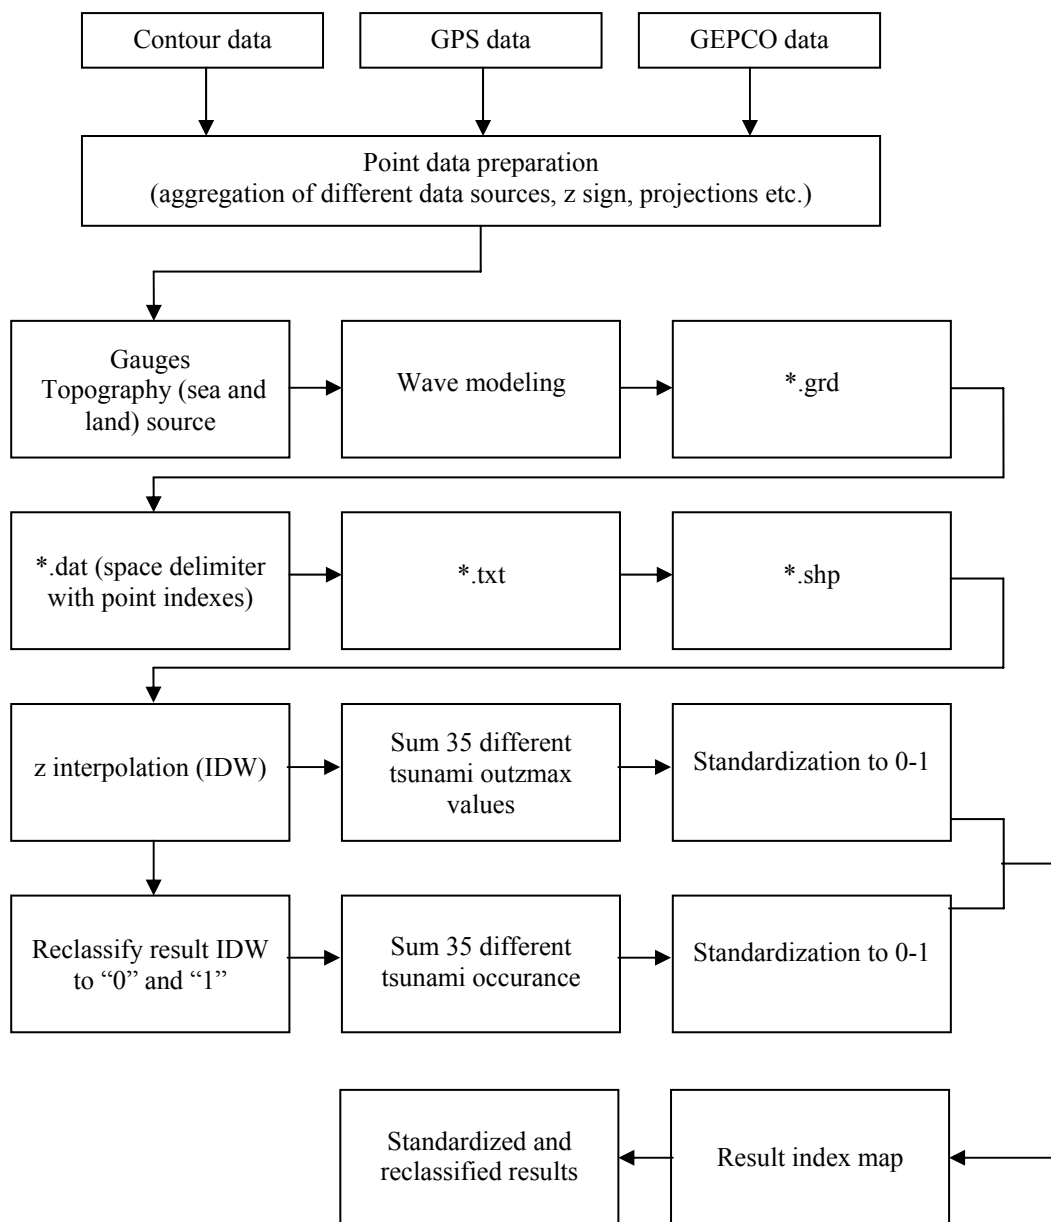 Contour data
GPS data
GEPCO data
Point data preparation
(aggregation of different data sources, z sign, projections etc.)
Gauges
Topography (sea and
land) source
Wave modeling
*.grd
*.dat (space delimiter
with point indexes)
*.txt
*.shp
z interpolation (IDW)
Sum 35 different
tsunami outzmax
values
Standardization to 0-1
Reclassify result IDW
to “0” and “1”
Sum 35 different
tsunami occurance
Standardization to 0-1
Standardized and
reclassified results
Result index map